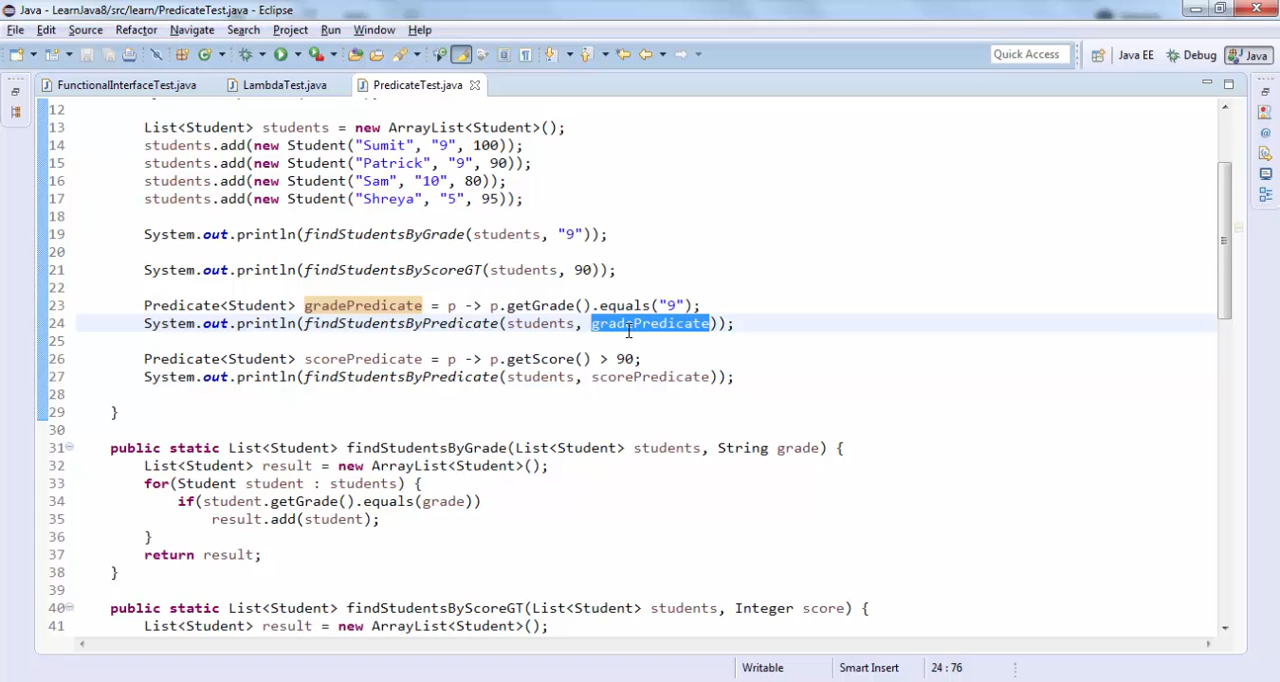 Java - LearnJava8/src/learn/PredicateTest.java - Eclipse
File Edit Source Refactor Navigate Search Project Run Window Help
Quick Access Java EE Debug Java
FunctionalInterfaceTest.java LambdaTest.java PredicateTest.java
12
13 List<Student> students = new ArrayList<Student>();
14 students.add(new Student("Sumit", "9", 100));
15 students.add(new Student("Patrick", "9", 90));
16 students.add(new Student("Sam", "10", 80));
17 students.add(new Student("Shreya", "5", 95));
18
19 System.out.println(findStudentsByGrade(students, "9"));
20
21 System.out.println(findStudentsByScoreGT(students, 90));
22
23 Predicate<Student> gradePredicate = p -> p.getGrade().equals("9");
24 System.out.println(findStudentsByPredicate(students, gradePredicate));
25
26 Predicate<Student> scorePredicate = p -> p.getScore() > 90;
27 System.out.println(findStudentsByPredicate(students, scorePredicate));
28
29 }
30
31 public static List<Student> findStudentsByGrade(List<Student> students, String grade) {
32 List<Student> result = new ArrayList<Student>();
33 for(Student student : students) {
34 if(student.getGrade().equals(grade))
35 result.add(student);
36 }
37 return result;
38 }
39
40 public static List<Student> findStudentsByScoreGT(List<Student> students, Integer score) {
41 List<Student> result = new ArrayList<Student>();
Writable Smart Insert 24 : 76